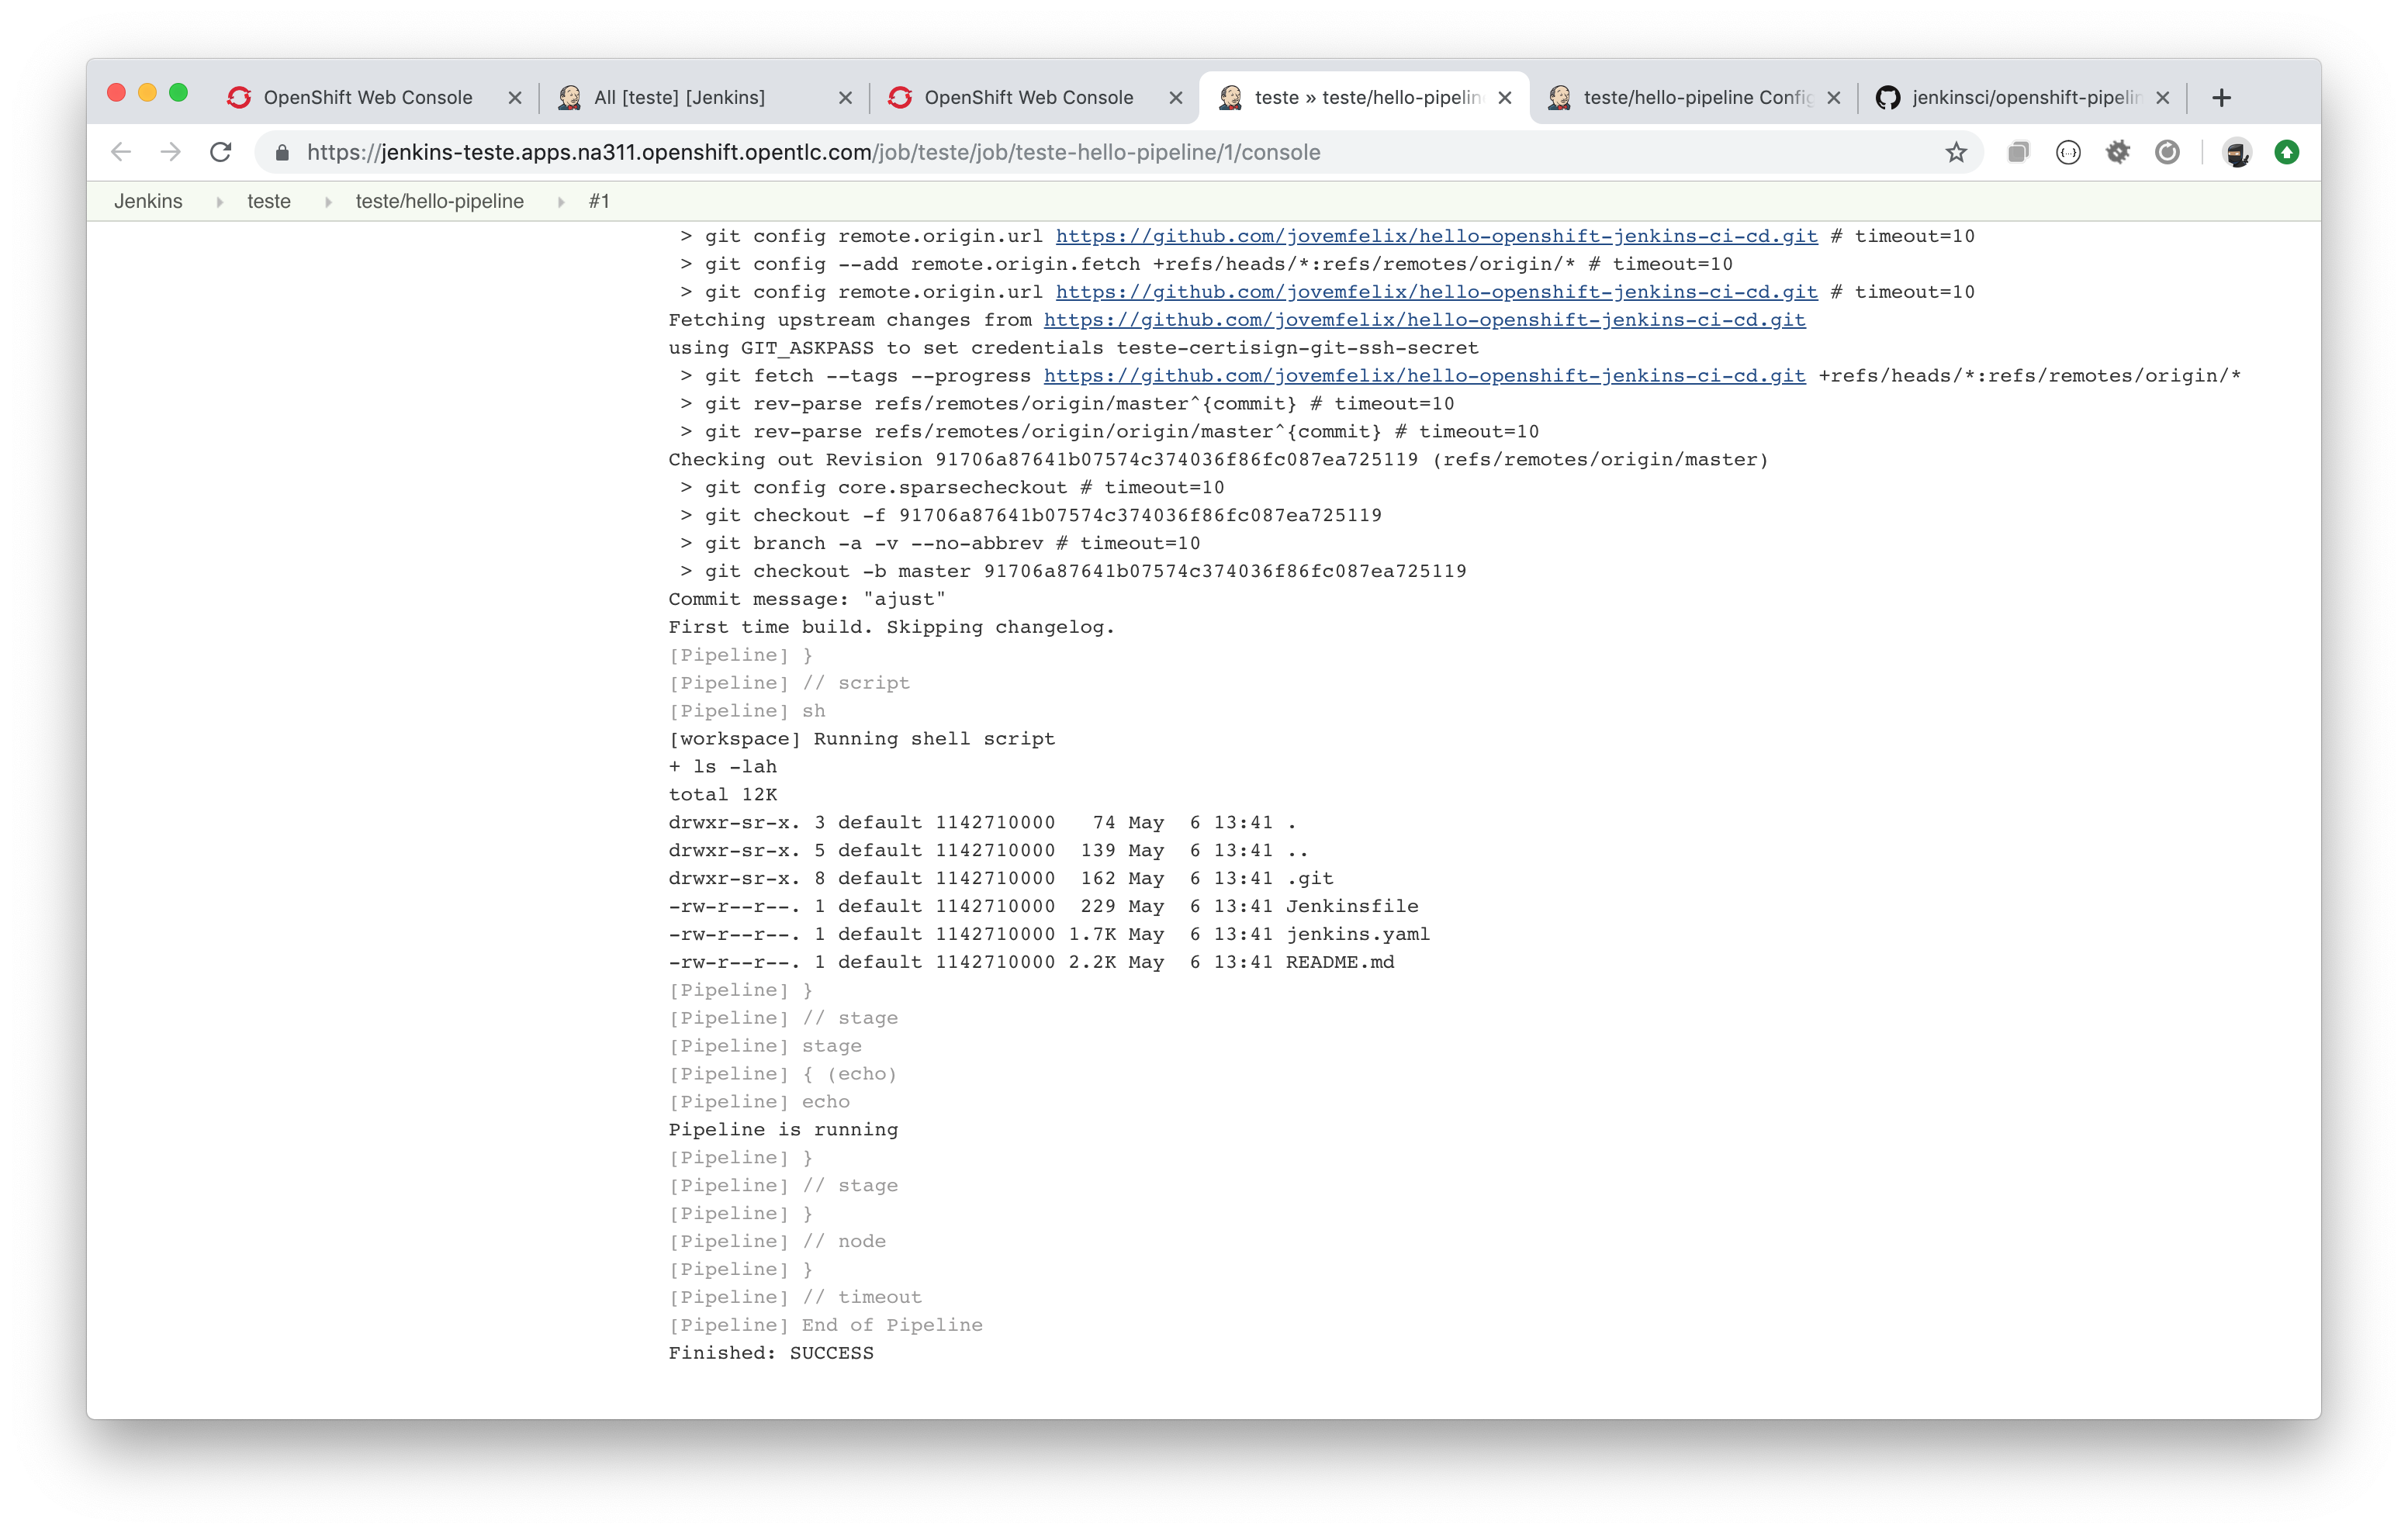 OpenShift Web Console
All [teste] [Jenkins]
OpenShift Web Console
teste » teste/hello-pipelin
teste/hello-pipeline Config
jenkinsci/openshift-pipelin
https://jenkins-teste.apps.na311.openshift.opentlc.com/job/teste/job/teste-hello-pipeline/1/console
Jenkins teste teste/hello-pipeline #1
> git config remote.origin.url https://github.com/jovemfelix/hello-openshift-jenkins-ci-cd.git # timeout=10
> git config --add remote.origin.fetch +refs/heads/*:refs/remotes/origin/* # timeout=10
> git config remote.origin.url https://github.com/jovemfelix/hello-openshift-jenkins-ci-cd.git # timeout=10
Fetching upstream changes from https://github.com/jovemfelix/hello-openshift-jenkins-ci-cd.git
using GIT_ASKPASS to set credentials teste-certisign-git-ssh-secret
> git fetch --tags --progress https://github.com/jovemfelix/hello-openshift-jenkins-ci-cd.git +refs/heads/*:refs/remotes/origin/*
> git rev-parse refs/remotes/origin/master^{commit} # timeout=10
> git rev-parse refs/remotes/origin/origin/master^{commit} # timeout=10
Checking out Revision 91706a87641b07574c374036f86fc087ea725119 (refs/remotes/origin/master)
> git config core.sparsecheckout # timeout=10
> git checkout -f 91706a87641b07574c374036f86fc087ea725119
> git branch -a -v --no-abbrev # timeout=10
> git checkout -b master 91706a87641b07574c374036f86fc087ea725119
Commit message: "ajust"
First time build. Skipping changelog.
[Pipeline] }
[Pipeline] // script
[Pipeline] sh
[workspace] Running shell script
+ ls -lah
total 12K
drwxr-sr-x. 3 default 1142710000   74 May  6 13:41 .
drwxr-sr-x. 5 default 1142710000  139 May  6 13:41 ..
drwxr-sr-x. 8 default 1142710000  162 May  6 13:41 .git
-rw-r--r--. 1 default 1142710000  229 May  6 13:41 Jenkinsfile
-rw-r--r--. 1 default 1142710000 1.7K May  6 13:41 jenkins.yaml
-rw-r--r--. 1 default 1142710000 2.2K May  6 13:41 README.md
[Pipeline] }
[Pipeline] // stage
[Pipeline] stage
[Pipeline] { (echo)
[Pipeline] echo
Pipeline is running
[Pipeline] }
[Pipeline] // stage
[Pipeline] }
[Pipeline] // node
[Pipeline] }
[Pipeline] // timeout
[Pipeline] End of Pipeline
Finished: SUCCESS